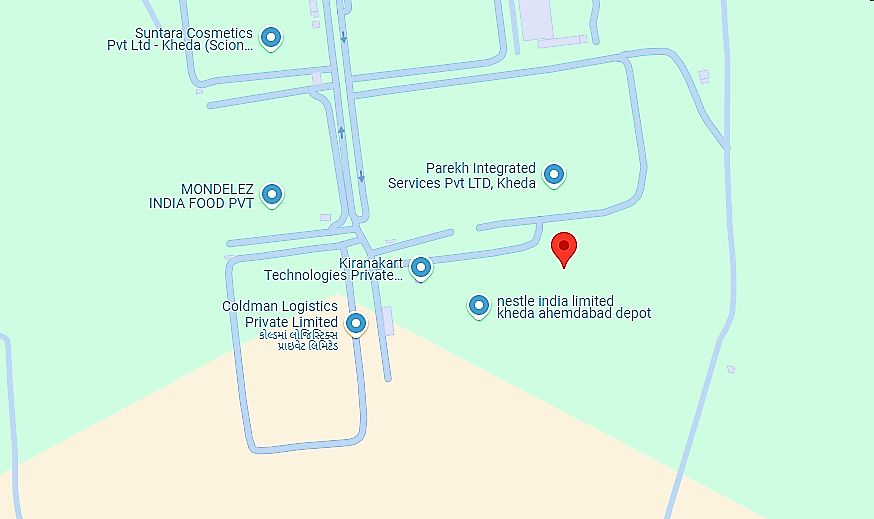 Suntara Cosmetics
Pvt Ltd - Kheda (Scion...
Parekh Integrated
Services Pvt LTD, Kheda
MONDELEZ
INDIA FOOD PVT
Kiranakart
Technologies Private...
nestle india limited
kheda ahemdabad depot
Coldman Logistics
Private Limited
કોલ્ડમાં લોજિસ્ટિક્સ
પ્રાઇવેટ લિમિટેડ